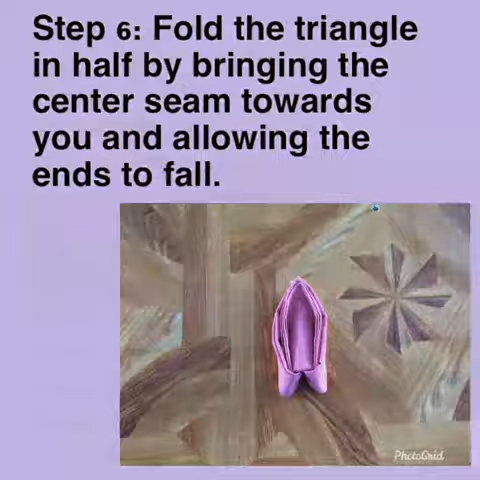 Step 6: Fold the triangle
in half by bringing the
center seam towards
you and allowing the
ends to fall.
PhotoGrid